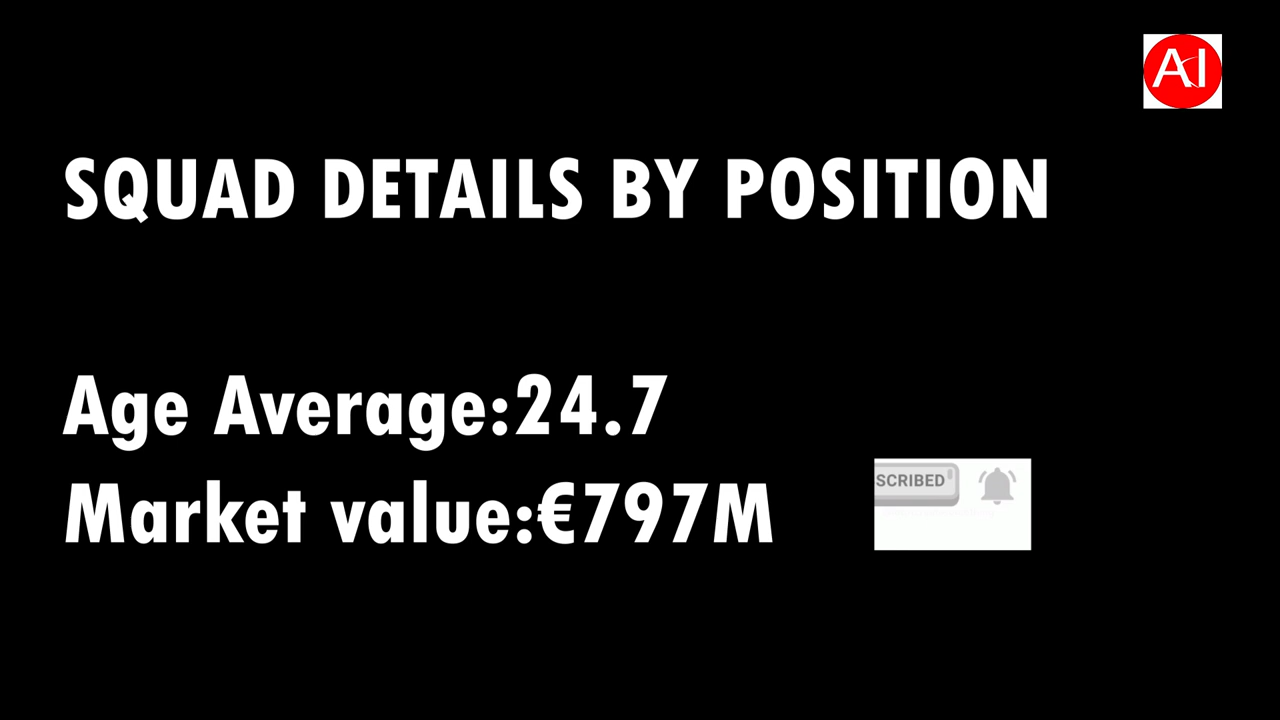 AI
SQUAD DETAILS BY POSITION
Age Average:24.7
Market value:€797M
SCRIBED